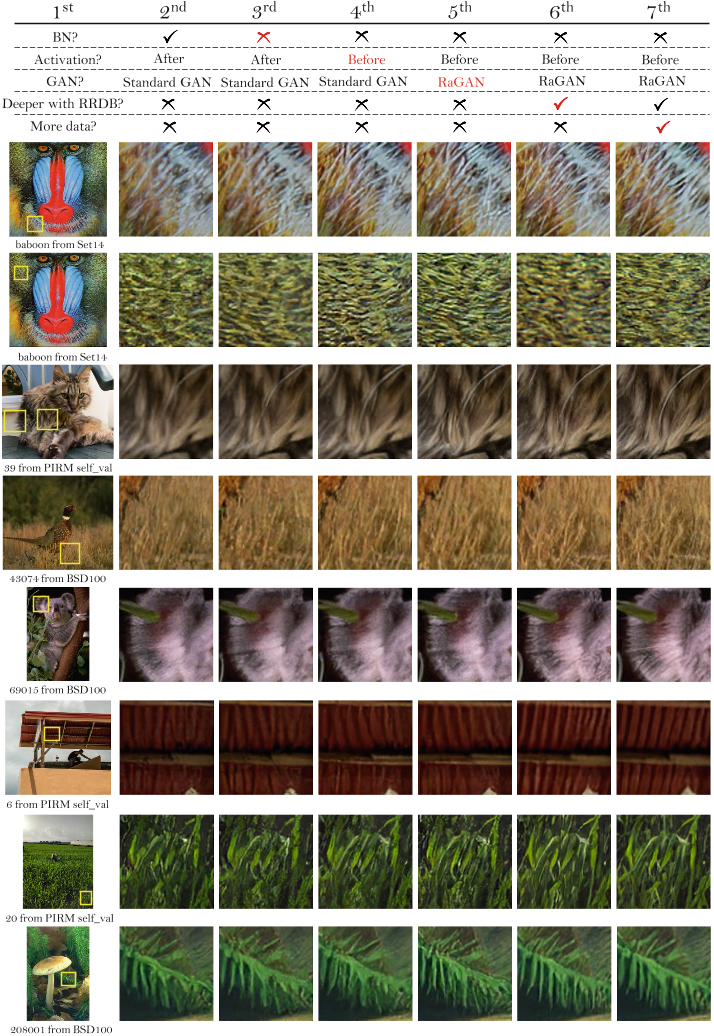 1st 2nd 3rd 4th 5th 6th 7th
BN? ✓ ✗ ✗ ✗ ✗ ✗
Activation? After After Before Before Before Before
GAN? Standard GAN Standard GAN Standard GAN RaGAN RaGAN RaGAN
Deeper with RRDB? ✗ ✗ ✗ ✗ ✓ ✓
More data? ✗ ✗ ✗ ✗ ✗ ✓
baboon from Set14
baboon from Set14
39 from PIRM self_val
43074 from BSD100
69015 from BSD100
6 from PIRM self_val
20 from PIRM self_val
208001 from BSD100